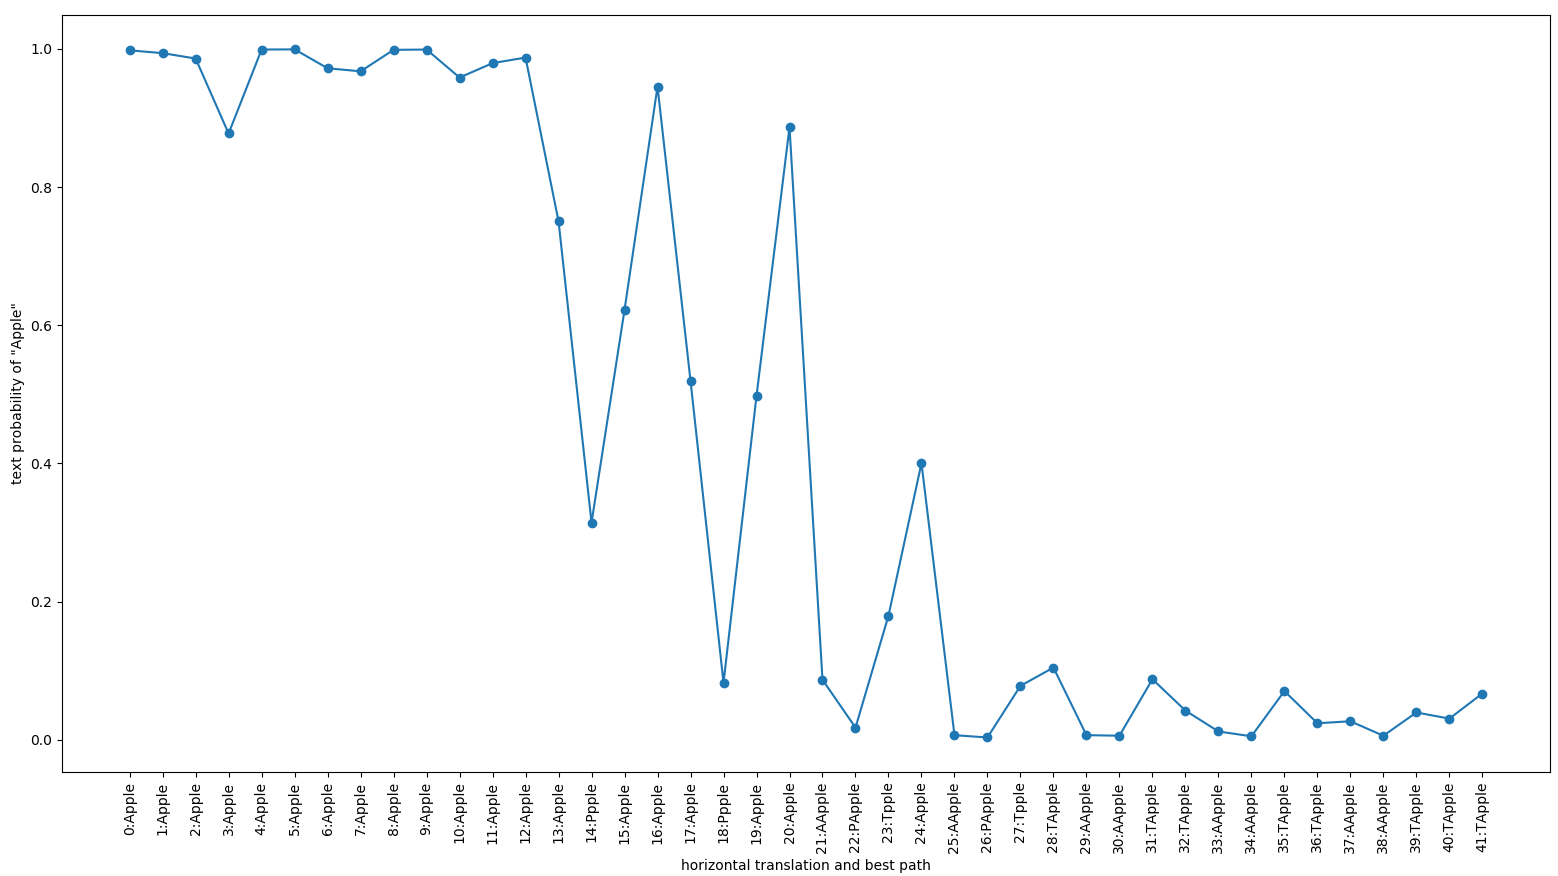 text probability of "Apple"
1.0
0.8
0.6
0.4
0.2
0.0
0:Apple
1:Apple
2:Apple
3:Apple
4:Apple
5:Apple
6:Apple
7:Apple
8:Apple
9:Apple
10:Apple
11:Apple
12:Apple
13:Apple
14:Ppple
15:Apple
16:Apple
17:Apple
18:Ppple
19:Apple
20:Apple
21:AApple
22:PApple
23:Tpple
24:Apple
25:AApple
26:PApple
27:Tpple
28:TApple
29:AApple
30:AApple
31:TApple
32:TApple
33:AApple
34:AApple
35:TApple
36:TApple
37:AApple
38:AApple
39:TApple
40:TApple
41:TApple
horizontal translation and best path